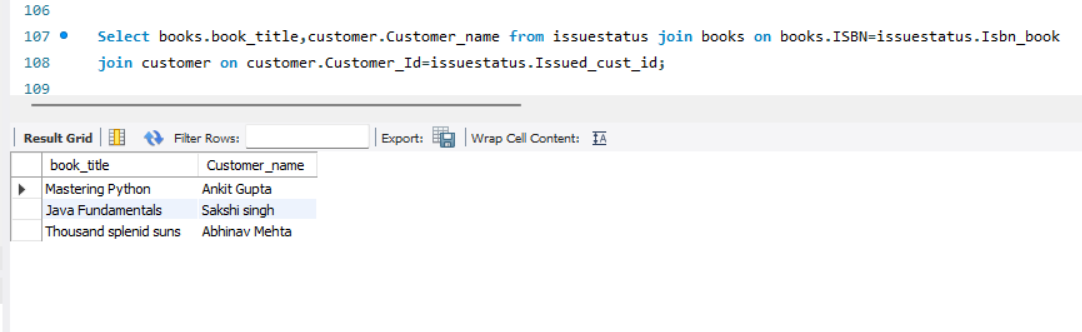 106
107 Select books.book_title,customer.Customer_name from issuestatus join books on books.ISBN=issuestatus.Isbn_book
108 join customer on customer.Customer_Id=issuestatus.Issued_cust_id;
109
Result Grid Filter Rows: Export: Wrap Cell Content: IA
book_title Customer_name
Mastering Python Ankit Gupta
Java Fundamentals Sakshi singh
Thousand splenid suns Abhinav Mehta